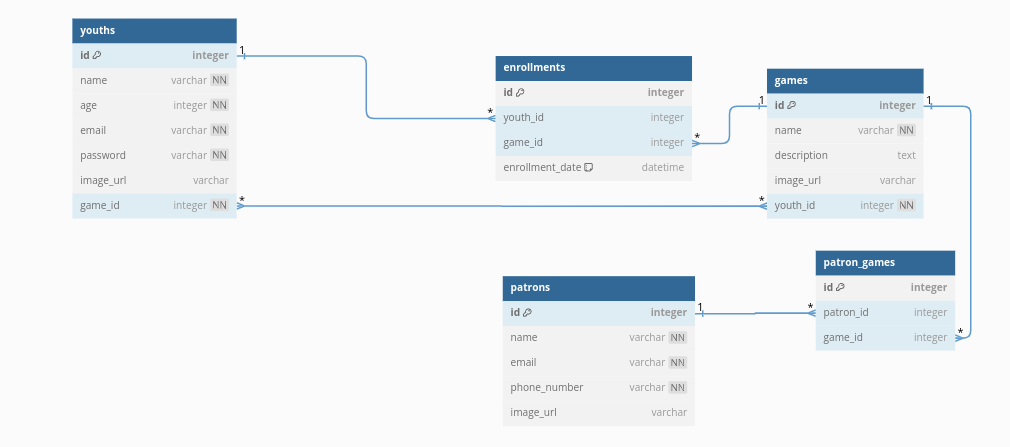 youths
id integer
name varchar NN
age integer NN
email varchar NN
password varchar NN
image_url varchar
game_id integer NN
1
*
enrollments
id integer
youth_id integer
game_id integer
enrollment_date datetime
*
*
games
id integer
name varchar NN
description text
image_url varchar
youth_id integer NN
1
1
*
patrons
id integer
name varchar NN
email varchar NN
phone_number varchar NN
image_url varchar
1
patron_games
id integer
patron_id integer
game_id integer
*
*